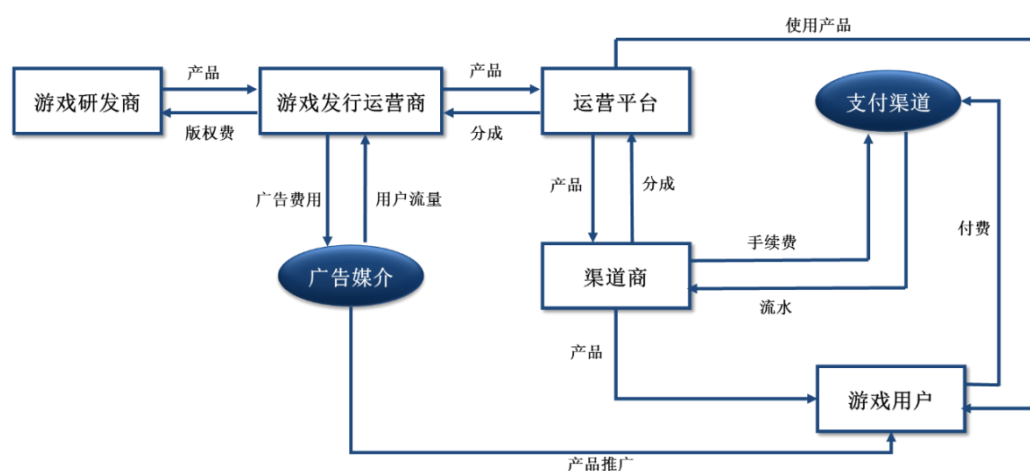 使用产品
产品
产品
游戏研发商
游戏发行运营商
运营平台
支付渠道
版权费
分成
广告费用
用户流量
产品
分成
付费
广告媒介
渠道商
手续费
流水
产品
游戏用户
产品推广